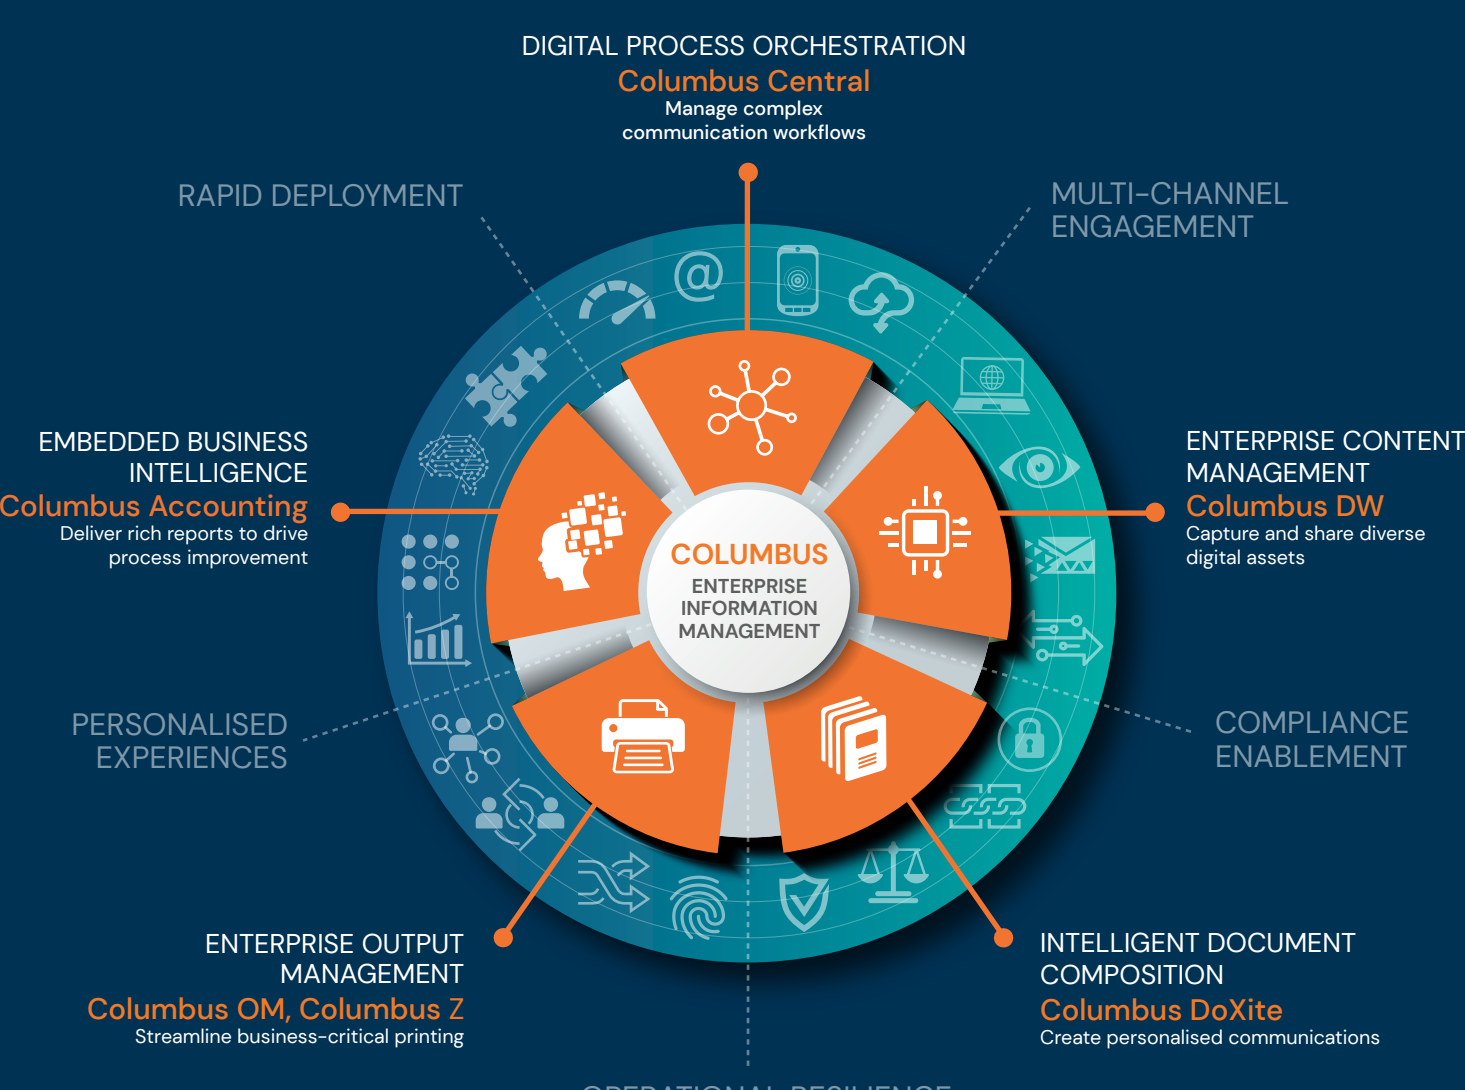 DIGITAL PROCESS ORCHESTRATION
Columbus Central
Manage complex
communication workflows
RAPID DEPLOYMENT
MULTI-CHANNEL
ENGAGEMENT
@
EMBEDDED BUSINESS
INTELLIGENCE
Columbus Accounting
Deliver rich reports to drive
process improvement
ENTERPRISE CONTENT
MANAGEMENT
Columbus DW
Capture and share diverse
digital assets
COLUMBUS
ENTERPRISE
INFORMATION
MANAGEMENT
PERSONALISED
EXPERIENCES
COMPLIANCE
ENABLEMENT
ENTERPRISE OUTPUT
MANAGEMENT
Columbus OM, Columbus Z
Streamline business-critical printing
INTELLIGENT DOCUMENT
COMPOSITION
Columbus DoXite
Create personalised communications
OPERATIONAL RESILIENCE